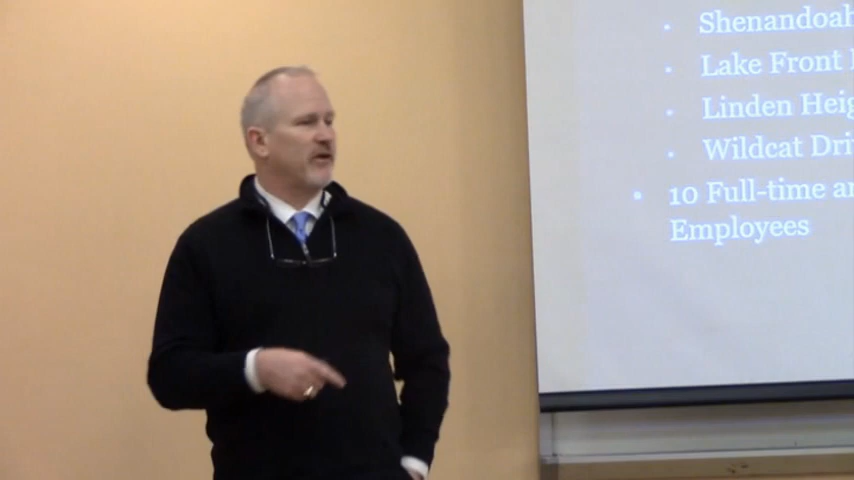 Shenandoah
Lake Front
Linden Heig
Wildcat Dri
10 Full-time a
Employees